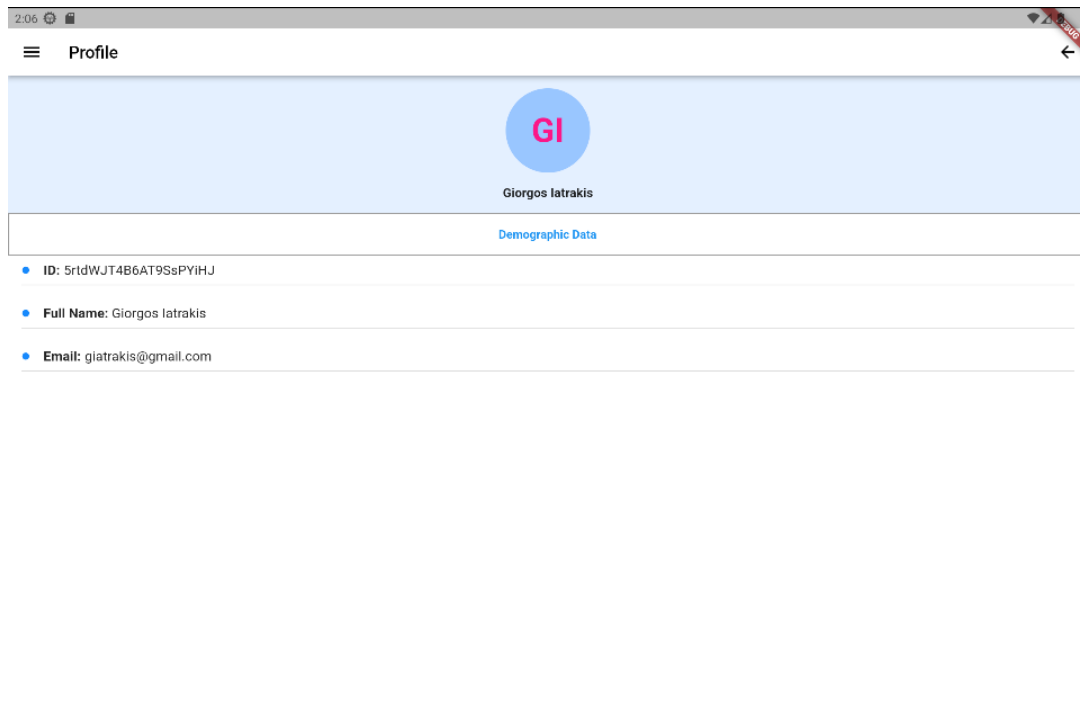 2:06
Profile
GI
Giorgos Iatrakis
Demographic Data
ID: 5rtdWJT4B6AT9SsPYiHJ
Full Name: Giorgos Iatrakis
Email: giatrakis@gmail.com